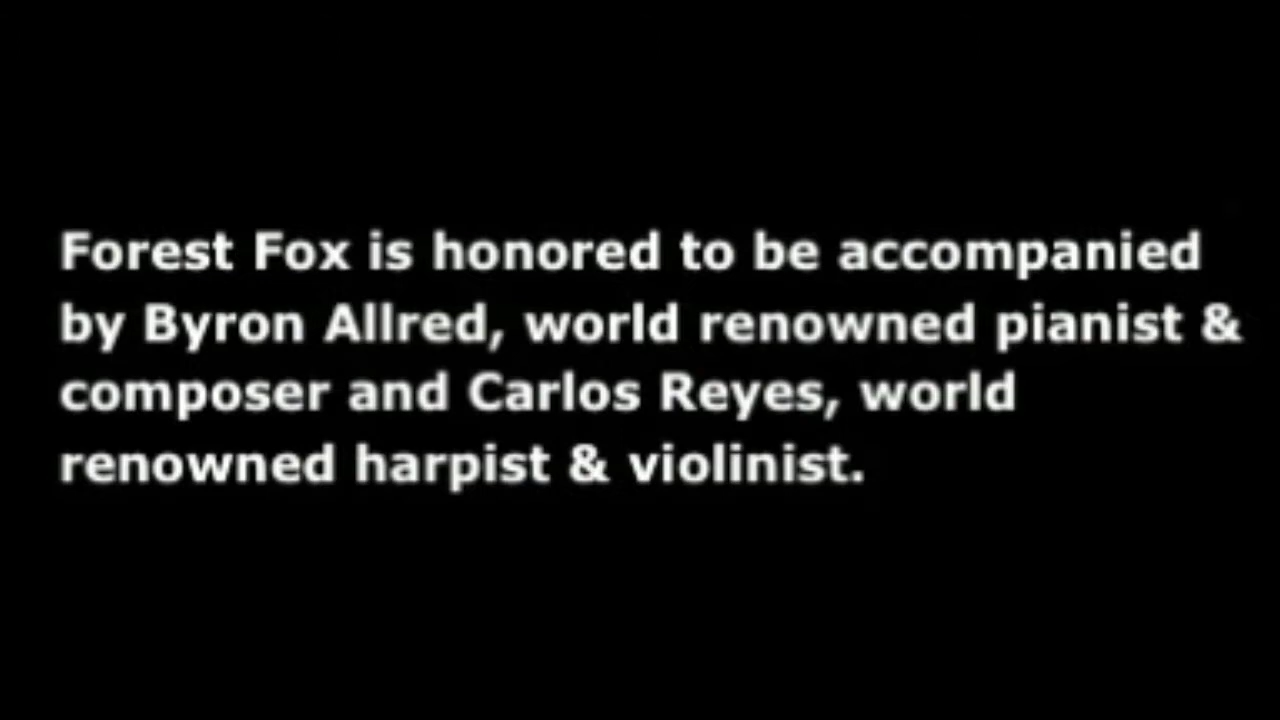 Forest Fox is honored to be accompanied
by Byron Allred, world renowned pianist &
composer and Carlos Reyes, world
renowned harpist & violinist.